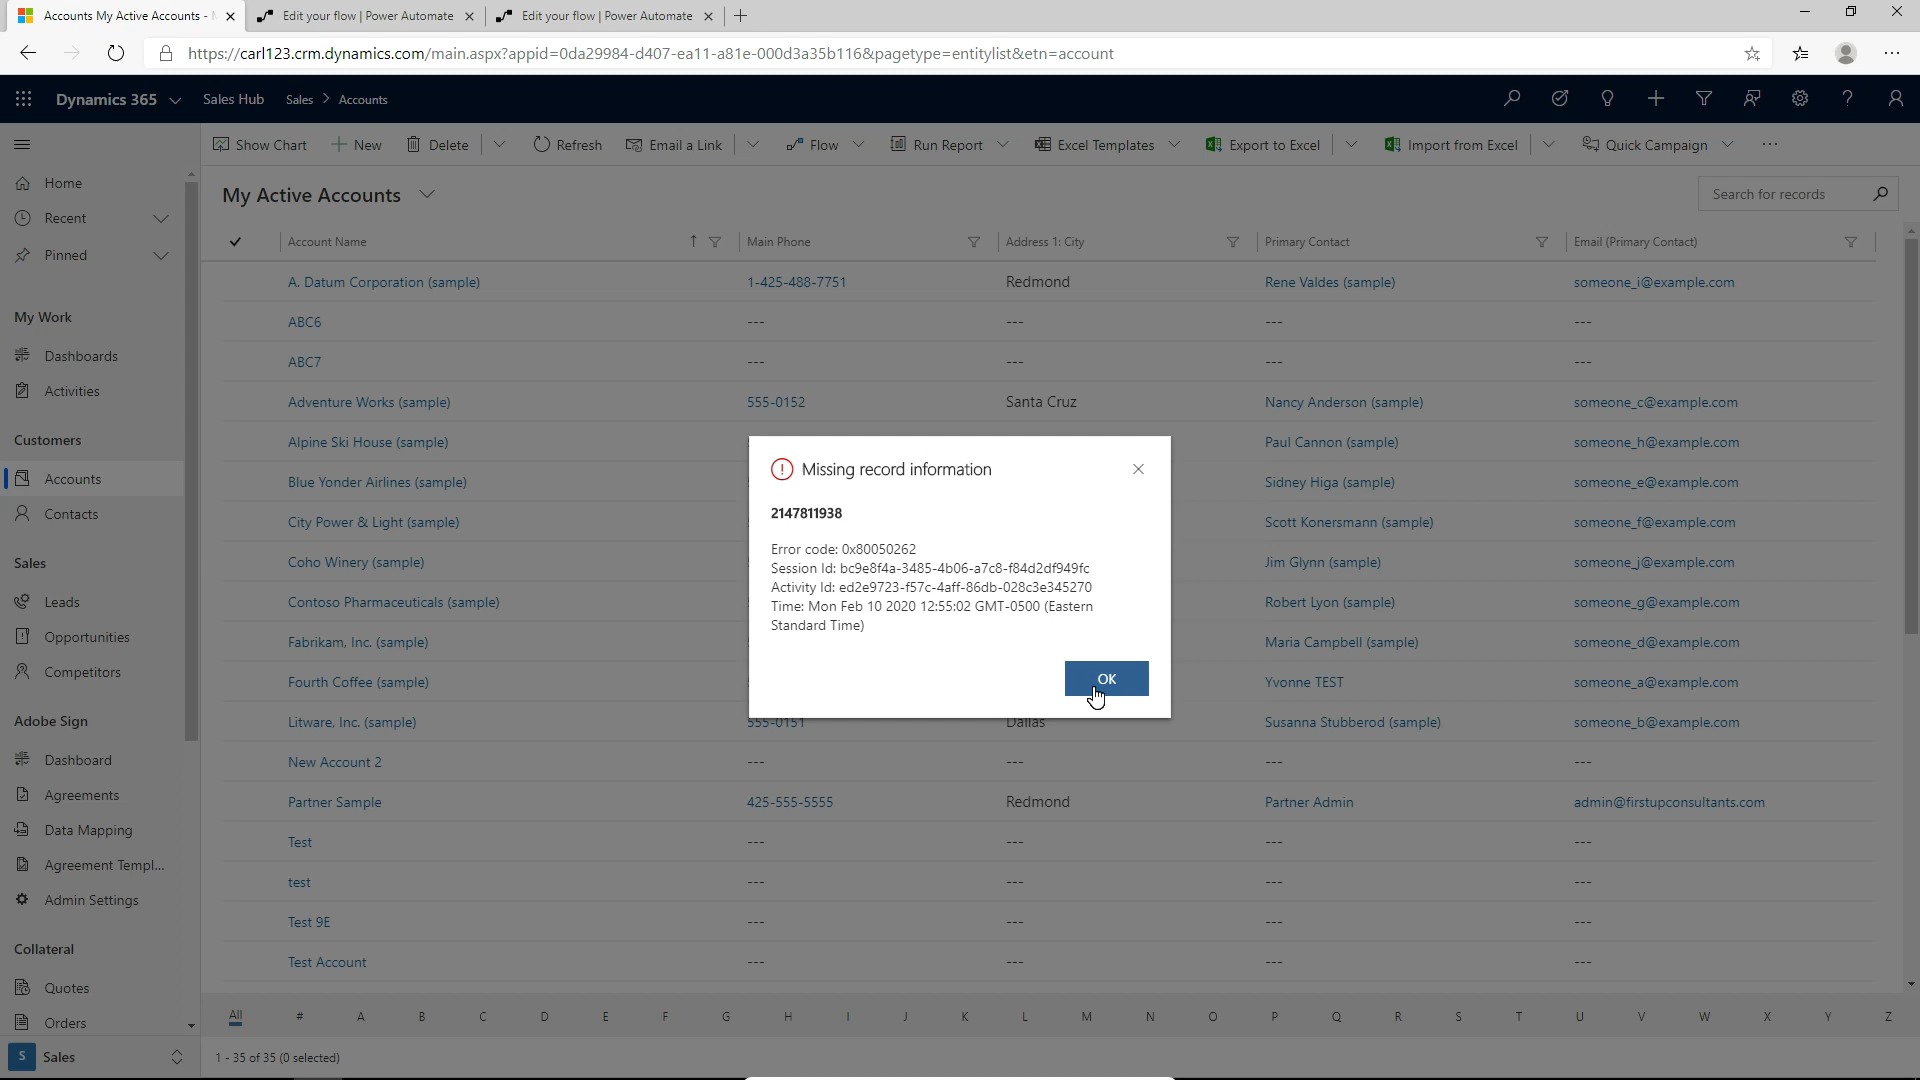 Accounts My Active Accounts -
Edit your flow | Power Automate
Edit your flow | Power Automate
https://carl123.crm.dynamics.com/main.aspx?appid=0da29984-d407-ea11-a81e-000d3a35b116&pagetype=entitylist&etn=account
Dynamics 365
Sales Hub
Sales > Accounts
Show Chart
New
Delete
Refresh
Email a Link
Flow
Run Report
Excel Templates
Export to Excel
Import from Excel
Quick Campaign
Home
Recent
Pinned
My Work
Dashboards
Activities
Customers
Accounts
Contacts
Sales
Leads
Opportunities
Competitors
Adobe Sign
Dashboard
Agreements
Data Mapping
Agreement Templ...
Admin Settings
Collateral
Quotes
Orders
S Sales
My Active Accounts
Search for records
Account Name Main Phone Address 1: City Primary Contact Email (Primary Contact)
A. Datum Corporation (sample) 1-425-488-7751 Redmond Rene Valdes (sample) someone_i@example.com
ABC6 --- --- --- ---
ABC7 --- --- --- ---
Adventure Works (sample) 555-0152 Santa Cruz Nancy Anderson (sample) someone_c@example.com
Alpine Ski House (sample) Paul Cannon (sample) someone_h@example.com
Blue Yonder Airlines (sample) Sidney Higa (sample) someone_e@example.com
City Power & Light (sample) Scott Konersmann (sample) someone_f@example.com
Coho Winery (sample) Jim Glynn (sample) someone_j@example.com
Contoso Pharmaceuticals (sample) Robert Lyon (sample) someone_g@example.com
Fabrikam, Inc. (sample) Maria Campbell (sample) someone_d@example.com
Fourth Coffee (sample) Yvonne TEST someone_a@example.com
Litware, Inc. (sample) 555-0151 Dallas Susanna Stubberod (sample) someone_b@example.com
New Account 2 --- --- --- ---
Partner Sample 425-555-5555 Redmond Partner Admin admin@firstupconsultants.com
Test --- --- --- ---
test --- --- --- ---
Test 9E --- --- --- ---
Test Account --- --- --- ---
Missing record information
2147811938
Error code: 0x80050262
Session Id: bc9e8f4a-3485-4b06-a7c8-f84d2df949fc
Activity Id: ed2e9723-f57c-4aff-86db-028c3e345270
Time: Mon Feb 10 2020 12:55:02 GMT-0500 (Eastern
Standard Time)
OK
All # A B C D E F G H I J K L M N O P Q R S T U V W X Y Z
1 - 35 of 35 (0 selected)